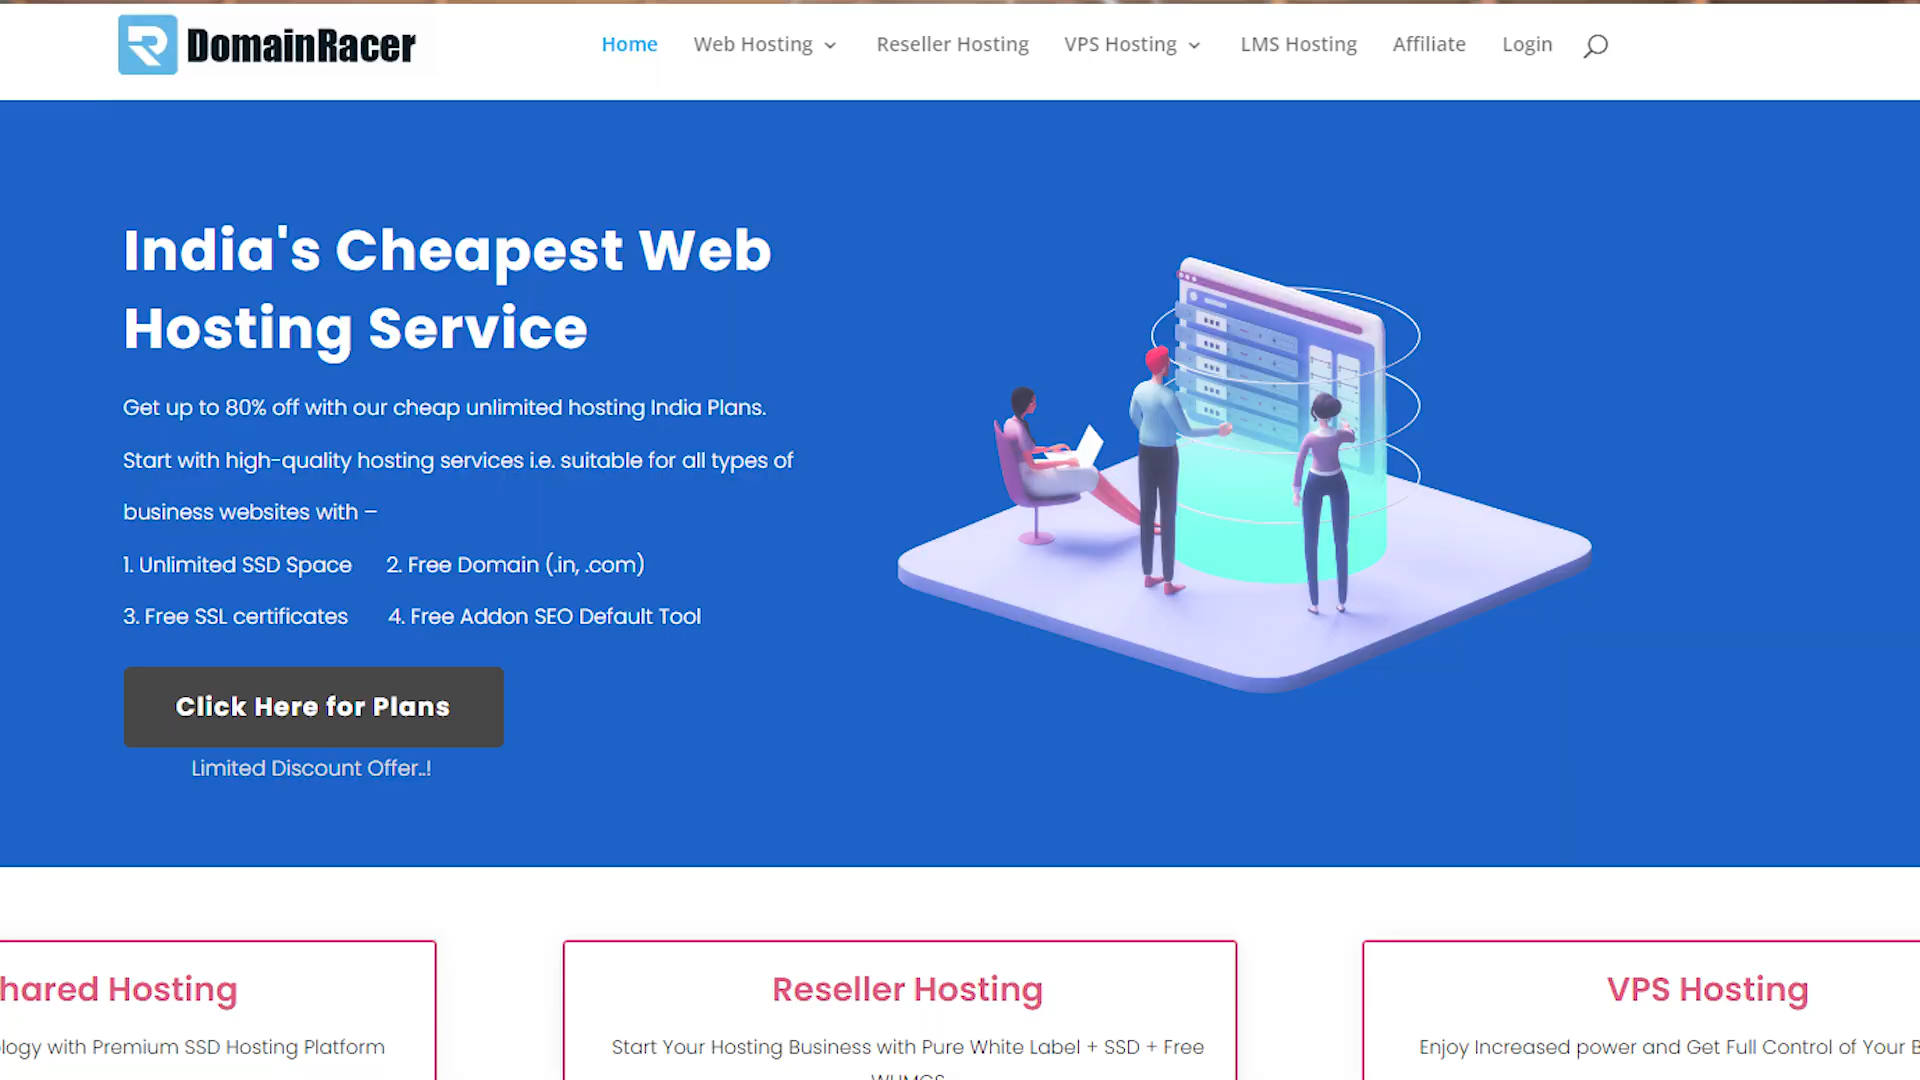 DomainRacer
Home Web Hosting Reseller Hosting VPS Hosting LMS Hosting Affiliate Login
India's Cheapest Web
Hosting Service
Get up to 80% off with our cheap unlimited hosting India Plans.
Start with high-quality hosting services i.e. suitable for all types of
business websites with –
1. Unlimited SSD Space 2. Free Domain (.in, .com)
3. Free SSL certificates 4. Free Addon SEO Default Tool
Click Here for Plans
Limited Discount Offer..!
hared Hosting
Reseller Hosting
VPS Hosting
ology with Premium SSD Hosting Platform
Start Your Hosting Business with Pure White Label + SSD + Free
Enjoy Increased power and Get Full Control of Your